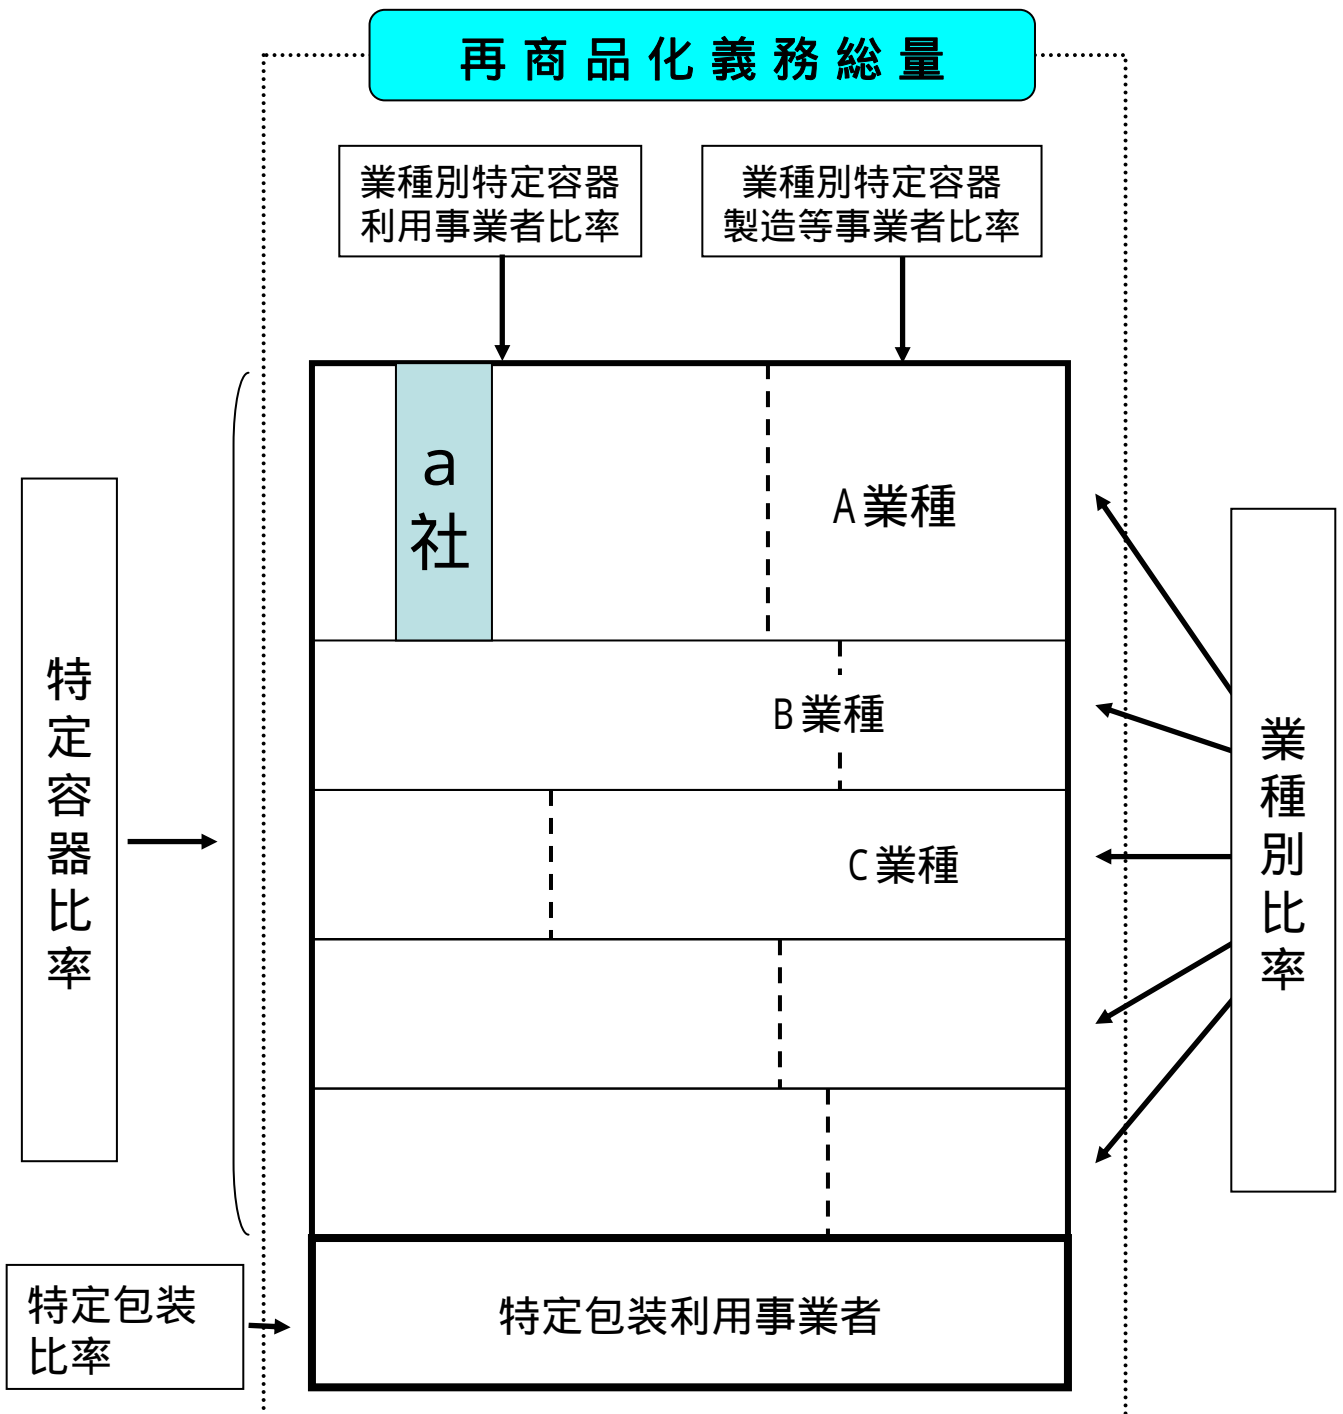 再商品化義務総量
業種別特定容器
利用事業者比率
業種別特定容器
製造等事業者比率
a
社
A業種
B業種
C業種
特定容器比率
業種別比率
特定包装
比率
特定包装利用事業者